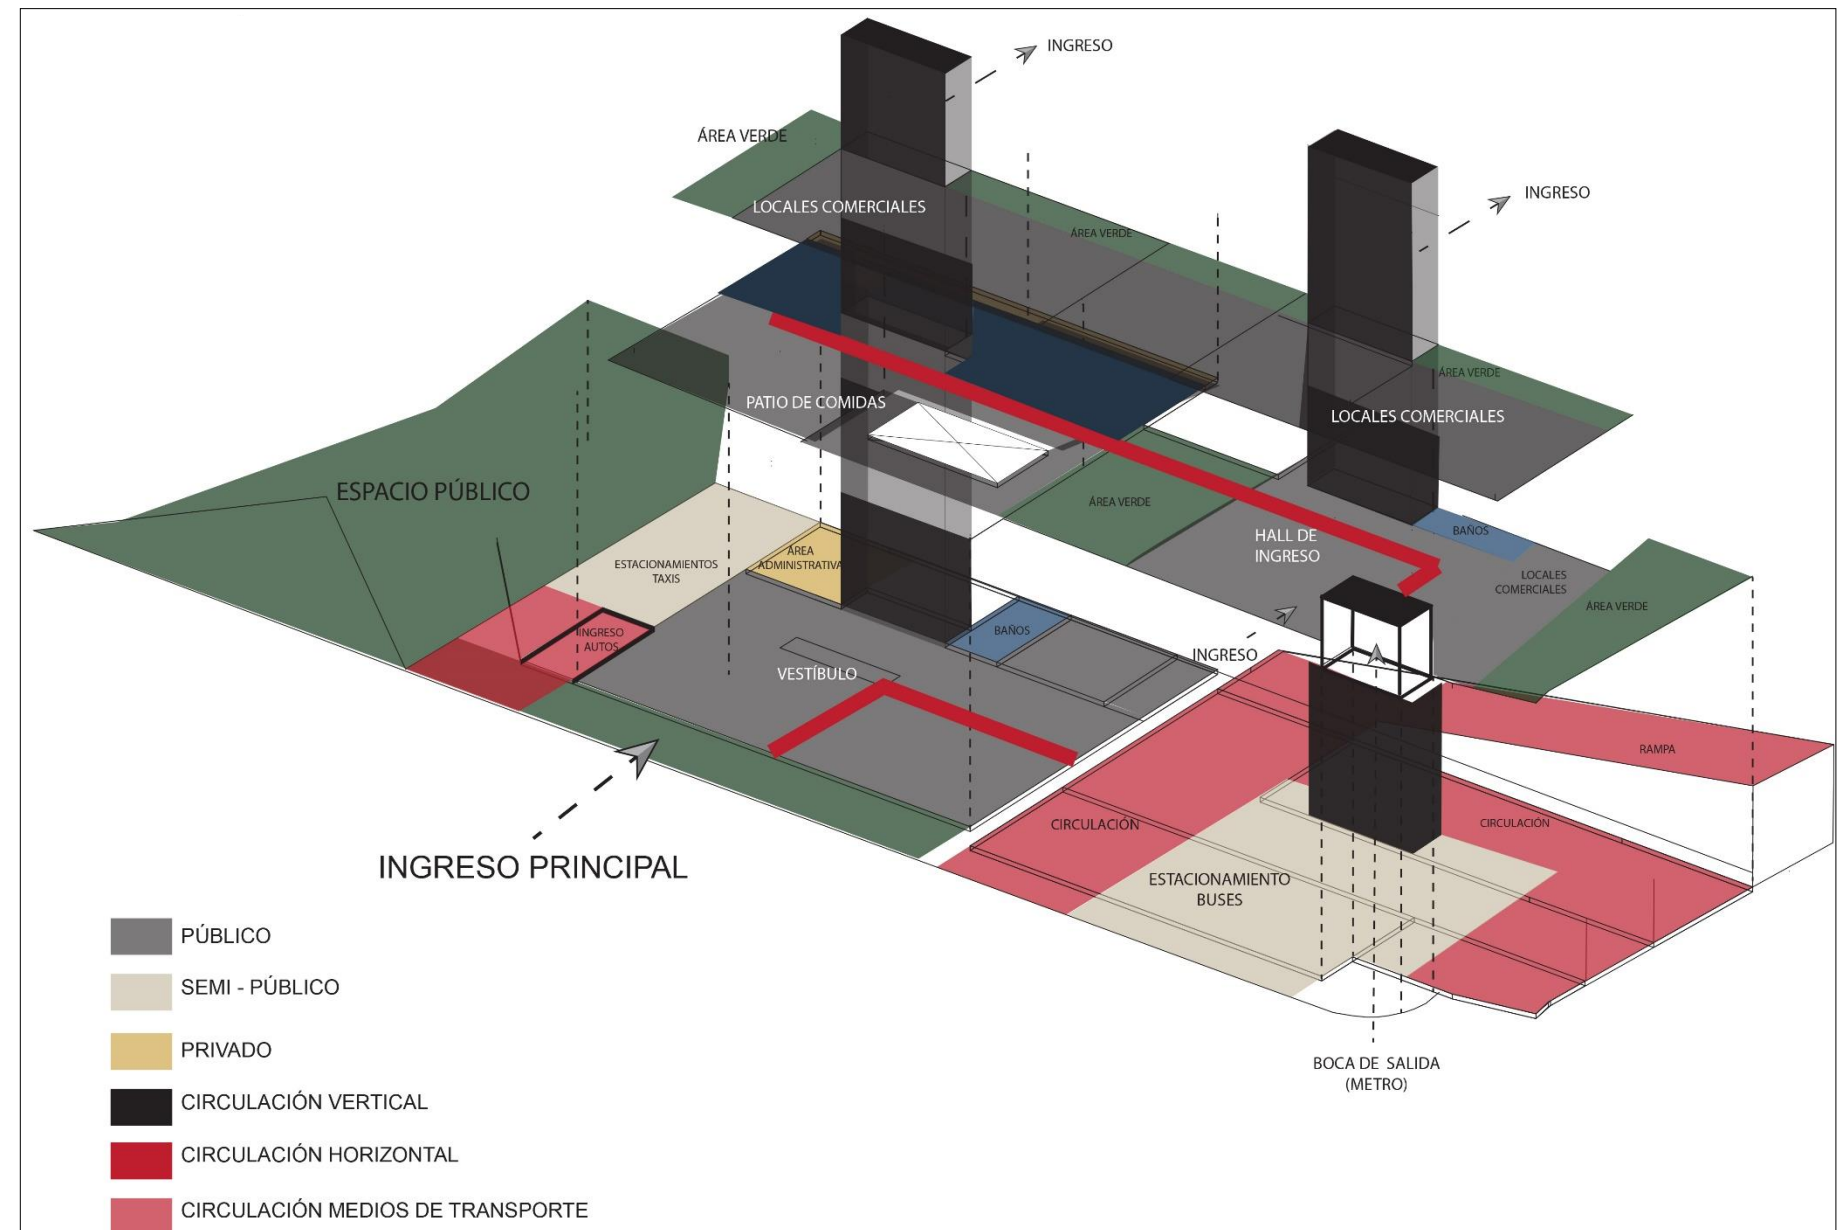 INGRESO
ÁREA VERDE
INGRESO
LOCALES COMERCIALES
ÁREA VERDE
ÁREA VERDE
PATIO DE COMIDAS
LOCALES COMERCIALES
ESPACIO PÚBLICO
ÁREA VERDE
BAÑOS
HALL DE
INGRESO
ÁREA
ADMINISTRATIVA
ESTACIONAMIENTOS
TAXIS
LOCALES
COMERCIALES
ÁREA VERDE
INGRESO
AUTOS
BAÑOS
INGRESO
VESTÍBULO
RAMPA
CIRCULACIÓN
CIRCULACIÓN
INGRESO PRINCIPAL
ESTACIONAMIENTO
BUSES
BOCA DE SALIDA
(METRO)
PÚBLICO
SEMI - PÚBLICO
PRIVADO
CIRCULACIÓN VERTICAL
CIRCULACIÓN HORIZONTAL
CIRCULACIÓN MEDIOS DE TRANSPORTE